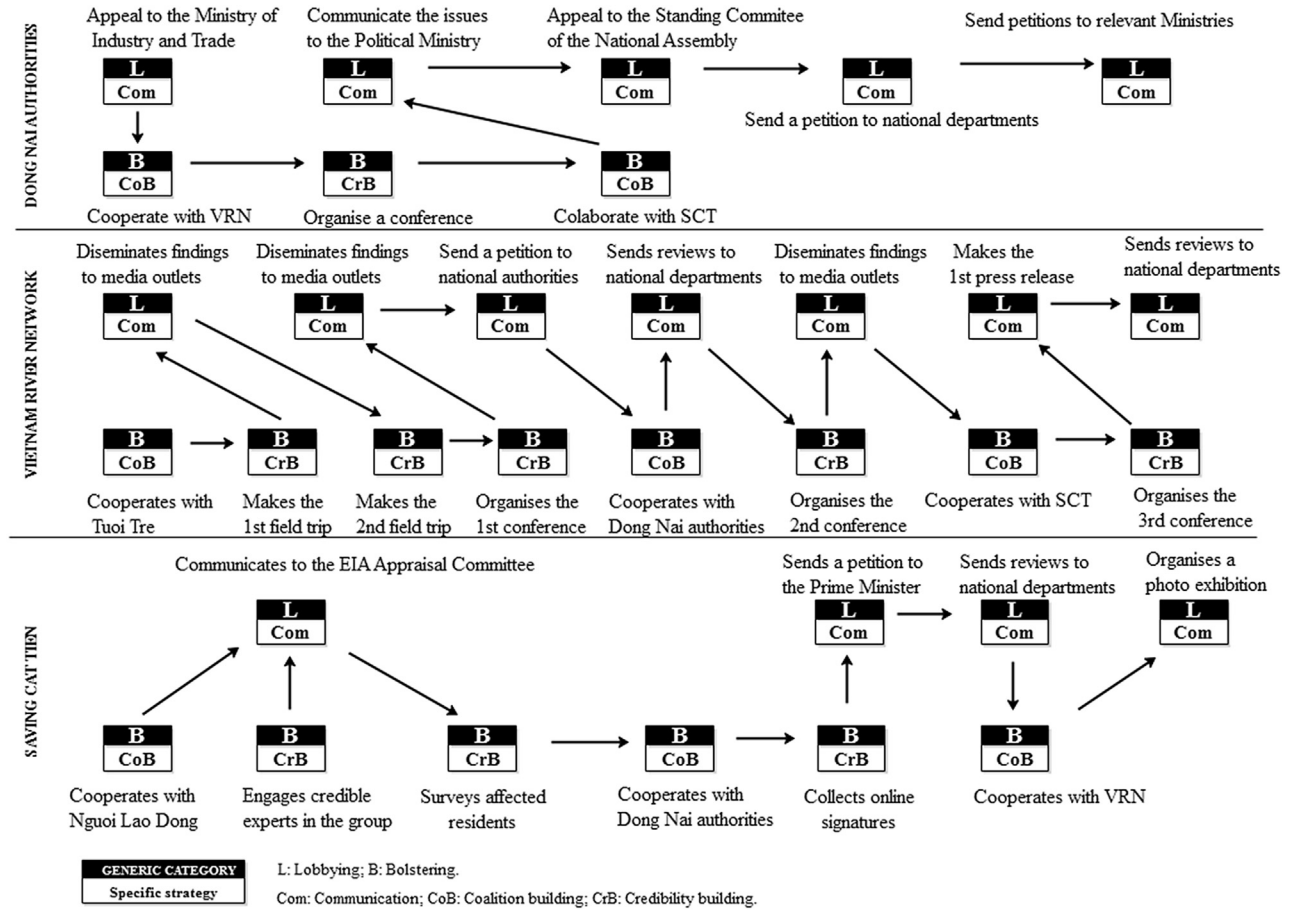 DONG NAI AUTHORITIES
Appeal to the Ministry of
Industry and Trade
Communicate the issues
to the Political Ministry
Appeal to the Standing Commitee
of the National Assembly
Send petitions to relevant Ministries
L
Com
L
Com
L
Com
L
Com
L
Com
Send a petition to national departments
B
CoB
B
CrB
B
CoB
Cooperate with VRN
Organise a conference
Colaborate with SCT
VIETNAM RIVER NETWORK
Diseminates findings
to media outlets
Diseminates findings
to media outlets
Send a petition to
national authorities
Sends reviews to
national departments
Diseminates findings
to media outlets
Makes the
1st press release
Sends reviews to
national departments
L
Com
L
Com
L
Com
L
Com
L
Com
L
Com
L
Com
B
CoB
B
CrB
B
CrB
B
CrB
B
CoB
B
CrB
B
CoB
B
CrB
Cooperates with
Tuoi Tre
Makes the
1st field trip
Makes the
2nd field trip
Organises the
1st conference
Cooperates with
Dong Nai authorities
Organises the
2nd conference
Cooperates with SCT
Organises the
3rd conference
SAVING CAT TIEN
Communicates to the EIA Appraisal Committee
Sends a petition to
the Prime Minister
Sends reviews to
national departments
Organises a
photo exhibition
L
Com
L
Com
L
Com
L
Com
B
CoB
B
CrB
B
CrB
B
CoB
B
CrB
B
CoB
Cooperates with
Nguoi Lao Dong
Engages credible
experts in the group
Surveys affected
residents
Cooperates with
Dong Nai authorities
Collects online
signatures
Cooperates with VRN
GENERIC CATEGORY
Specific strategy
L: Lobbying; B: Bolstering.
Com: Communication; CoB: Coalition building; CrB: Credibility building.